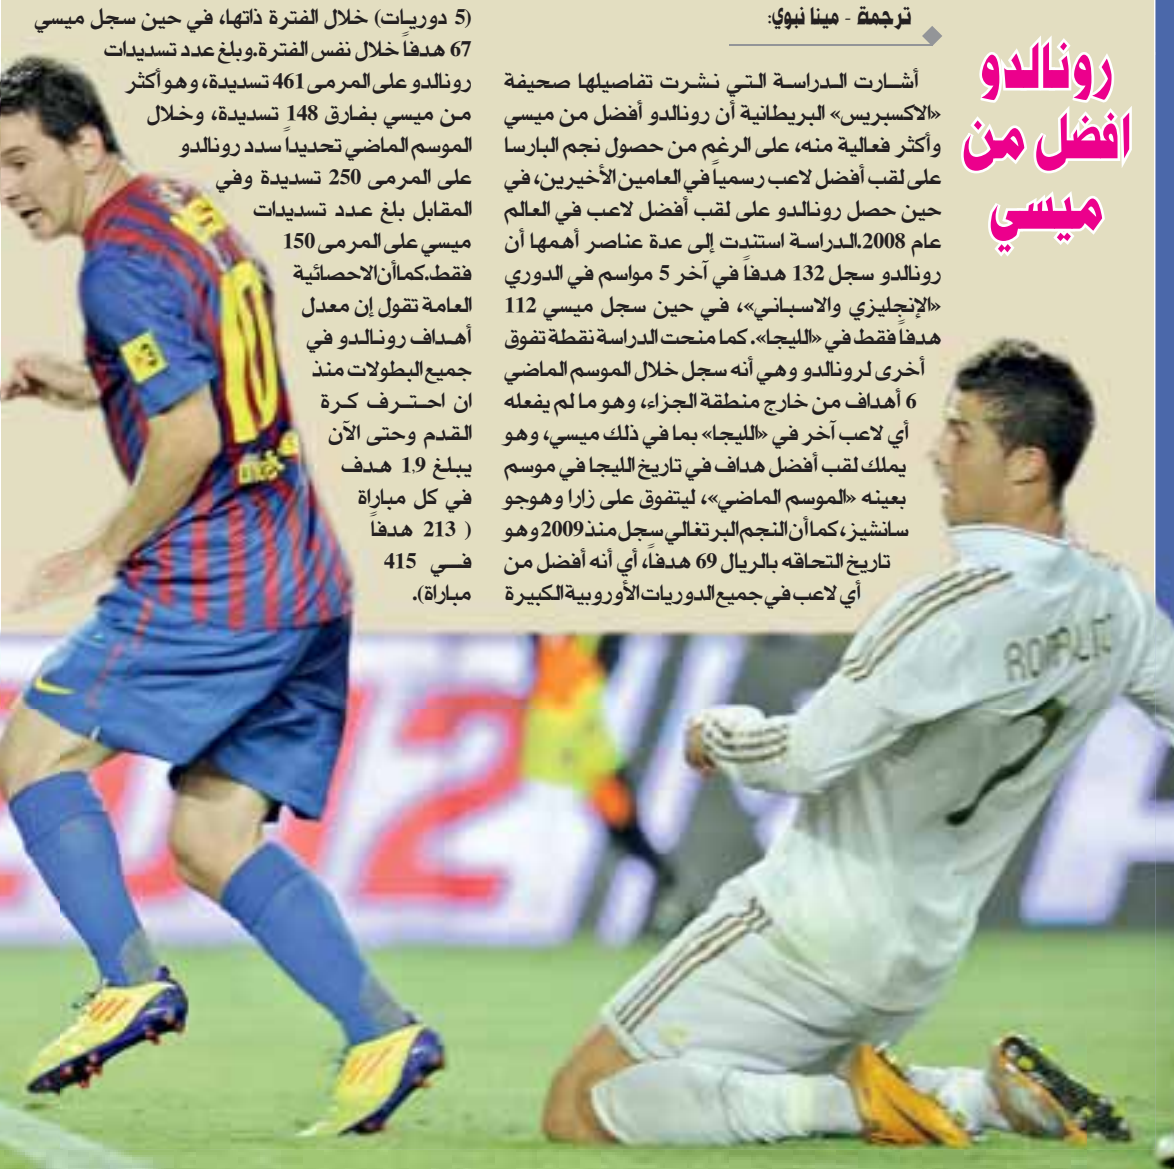 رونالدو
افضل من
ميسي
ترجمة - مينا نبوي:
أشارت الدراسة التي نشرت تفاصيلها صحيفة
«الاكسبريس» البريطانية أن رونالدو أفضل من ميسي
وأكثر فعالية منه، على الرغم من حصول نجم البارسا
على لقب أفضل لاعب رسمياً في العامين الأخيرين، في
حين حصل رونالدو على لقب أفضل لاعب في العالم
عام 2008.الدراسة استندت إلى عدة عناصر أهمها أن
رونالدو سجل 132 هدفاً في آخر 5 مواسم في الدوري
«الإنجليزي والاسباني»، في حين سجل ميسي 112
هدفاً فقط في «الليجا». كما منحت الدراسة نقطة تفوق
أخرى لرونالدو وهي أنه سجل خلال الموسم الماضي
6 أهداف من خارج منطقة الجزاء، وهو ما لم يفعله
أي لاعب آخر في «الليجا» بما في ذلك ميسي، وهو
يملك لقب أفضل هداف في تاريخ الليجا في موسم
بعينه «الموسم الماضي»، ليتفوق على زارا وهوجو
سانشيز، كما أن النجم البرتغالي سجل منذ 2009 وهو
تاريخ التحاقه بالريال 69 هدفاً، أي أنه أفضل من
أي لاعب في جميع الدوريات الأوروبية الكبيرة
(5 دوريات) خلال الفترة ذاتها، في حين سجل ميسي
67 هدفاً خلال نفس الفترة.وبلغ عدد تسديدات
رونالدو على المرمى 461 تسديدة، وهو أكثر
من ميسي بفارق 148 تسديدة، وخلال
الموسم الماضي تحديداً سدد رونالدو
على المرمى 250 تسديدة وفي
المقابل بلغ عدد تسديدات
ميسي على المرمى 150
فقط.كما أن الاحصائية
العامة تقول إن معدل
أهداف رونالدو في
جميع البطولات منذ
ان احترف كرة
القدم وحتى الآن
يبلغ 1,9 هدف
في كل مباراة
( 213 هدفاً
في 415
مباراة).
10
RONALDO
7